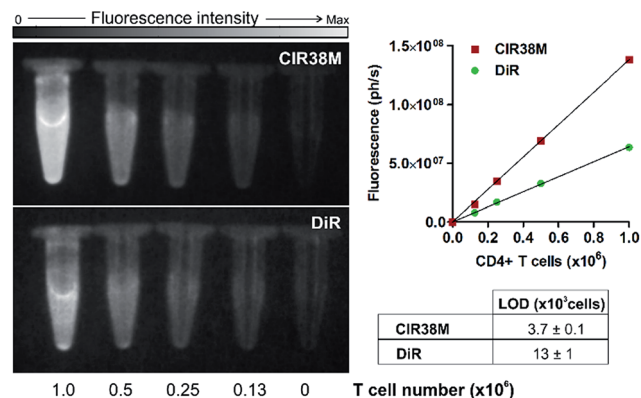 0 Fluorescence intensity Max
CIR38M
DiR
1.0 0.5 0.25 0.13 0 T cell number (x10⁶)
Fluorescence (ph/s)
1.5×10⁰⁸
1.0×10⁰⁸
5.0×10⁰⁷
0.0
CIR38M
DiR
0.0 0.2 0.4 0.6 0.8 1.0
CD4+ T cells (x10⁶)
LOD (x10³cells)
CIR38M 3.7 ± 0.1
DiR 13 ± 1